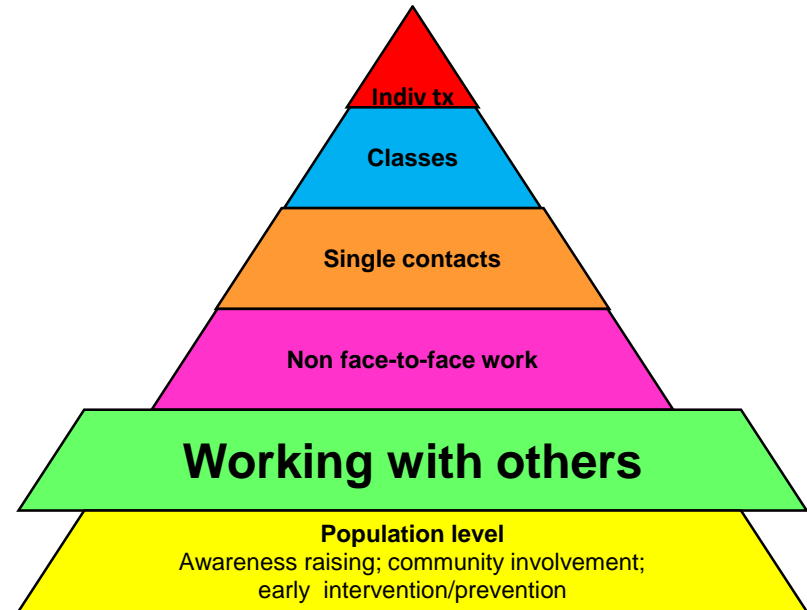 Indiv tx
Classes
Single contacts
Non face-to-face work
Working with others
Population level
Awareness raising; community involvement;
early intervention/prevention